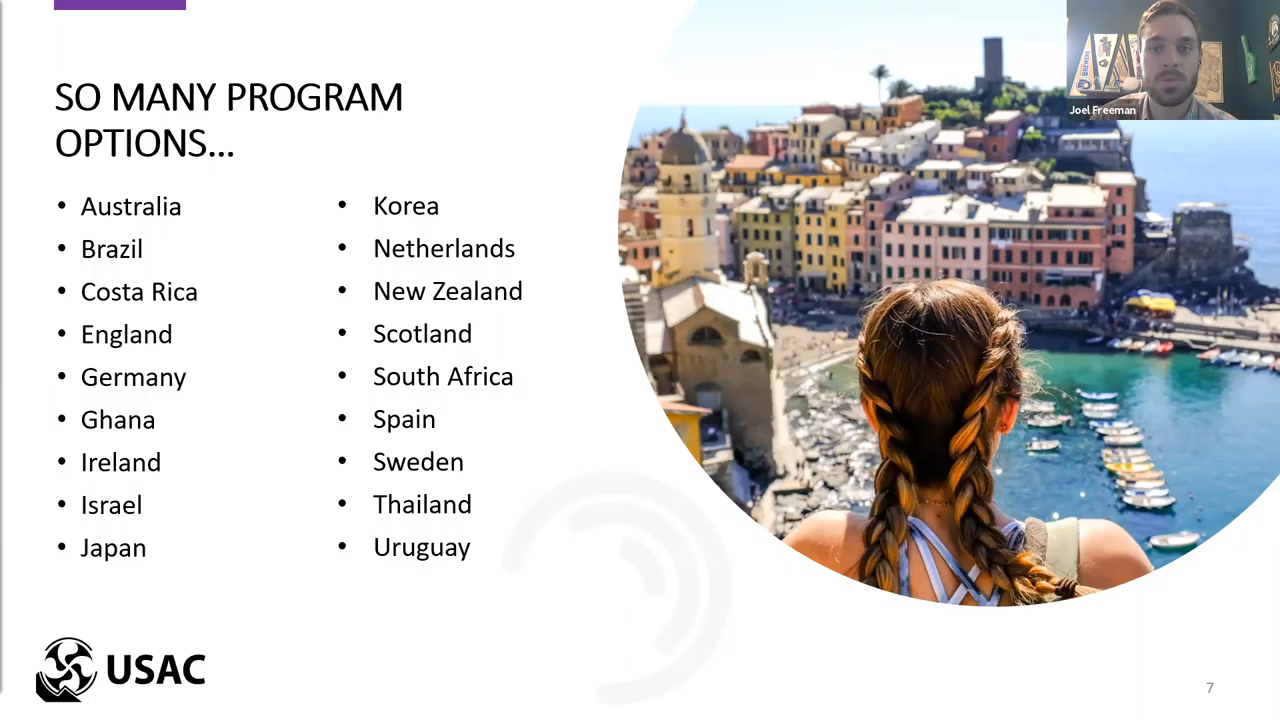 SO MANY PROGRAM
OPTIONS...
• Australia
• Brazil
• Costa Rica
• England
• Germany
• Ghana
• Ireland
• Israel
• Japan
• Korea
• Netherlands
• New Zealand
• Scotland
• South Africa
• Spain
• Sweden
• Thailand
• Uruguay
Joel Freeman
USAC
7